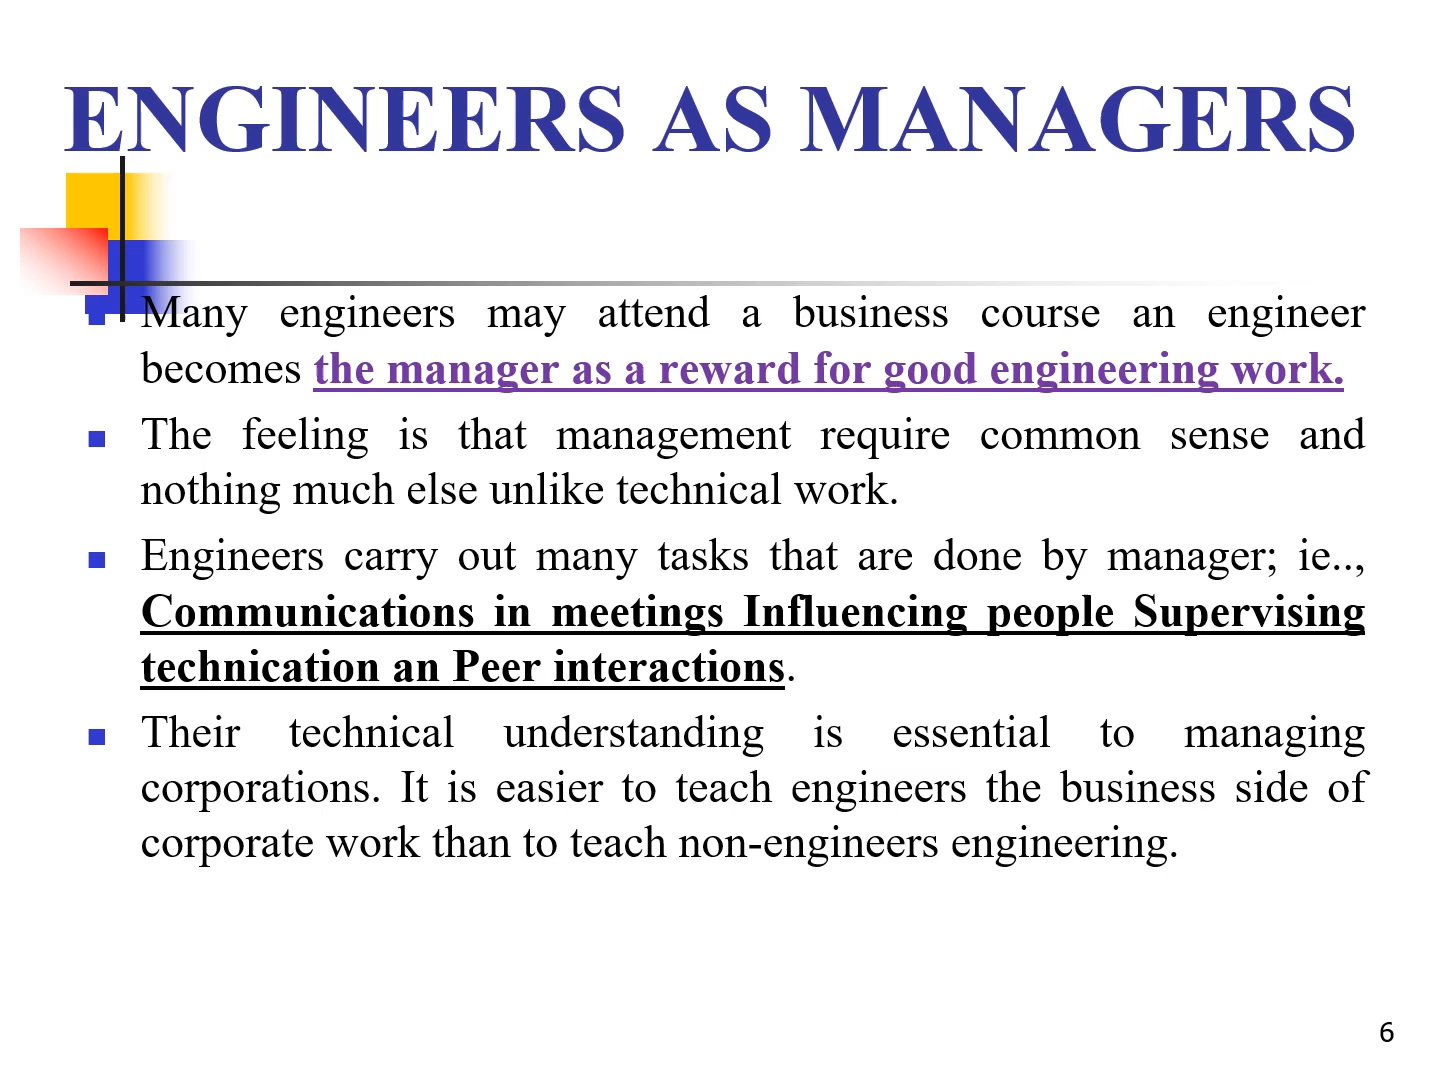 ENGINEERS AS MANAGERS
Many engineers may attend a business course an engineer
becomes the manager as a reward for good engineering work.
The feeling is that management require common sense and
nothing much else unlike technical work.
Engineers carry out many tasks that are done by manager; ie..,
Communications in meetings Influencing people Supervising
technication an Peer interactions.
Their technical understanding is essential to managing
corporations. It is easier to teach engineers the business side of
corporate work than to teach non-engineers engineering.
6